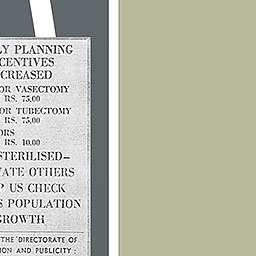 LY PLANNING
CENTIVES
CREASED
OR VASECTOMY
RS. 75.00
OR TUBECTOMY
RS. 75.00
ORS
RS. 10.00
STERILISED—
VATE OTHERS
P US CHECK
S POPULATION
GROWTH
THE 'DIRECTORATE OF
ION AND PUBLICITY: